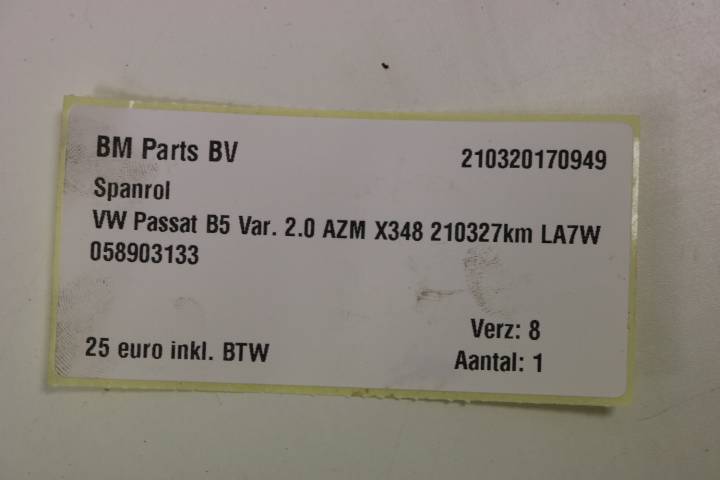 BM Parts BV 210320170949
Spanrol
VW Passat B5 Var. 2.0 AZM X348 210327km LA7W
058903133
Verz: 8
25 euro inkl. BTW Aantal: 1